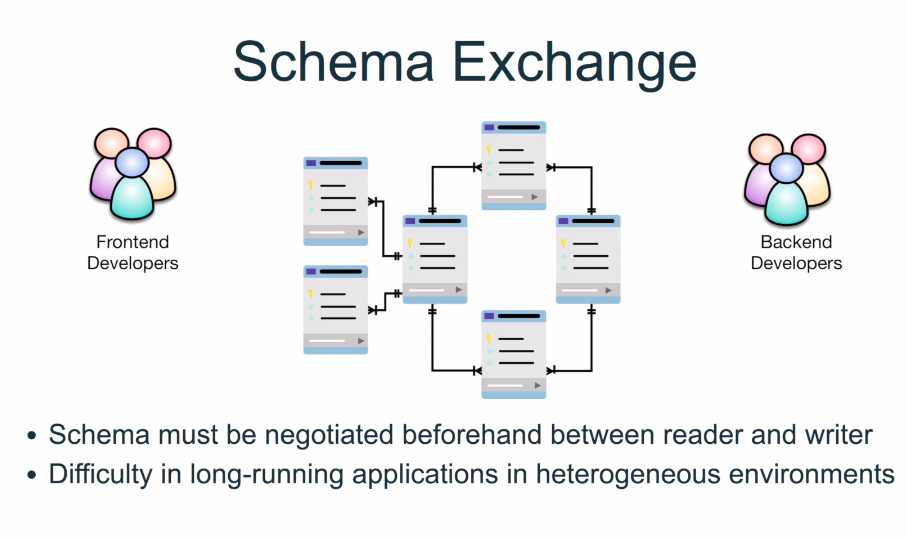 Schema Exchange
Frontend
Developers
Backend
Developers
• Schema must be negotiated beforehand between reader and writer
• Difficulty in long-running applications in heterogeneous environments